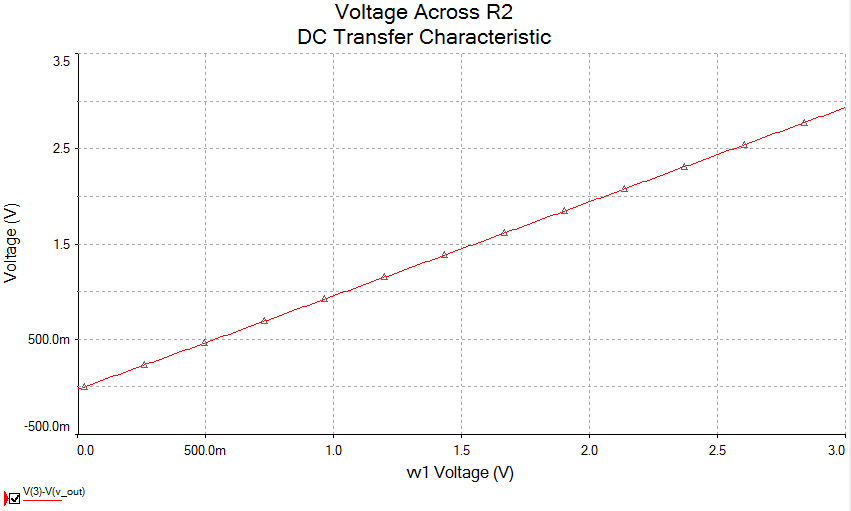 Voltage Across R2
DC Transfer Characteristic
3.5
2.5
1.5
500.0m
-500.0m
Voltage (V)
0.0 500.0m 1.0 1.5 2.0 2.5 3.0
vv1 Voltage (V)
V(3)-V(v_out)